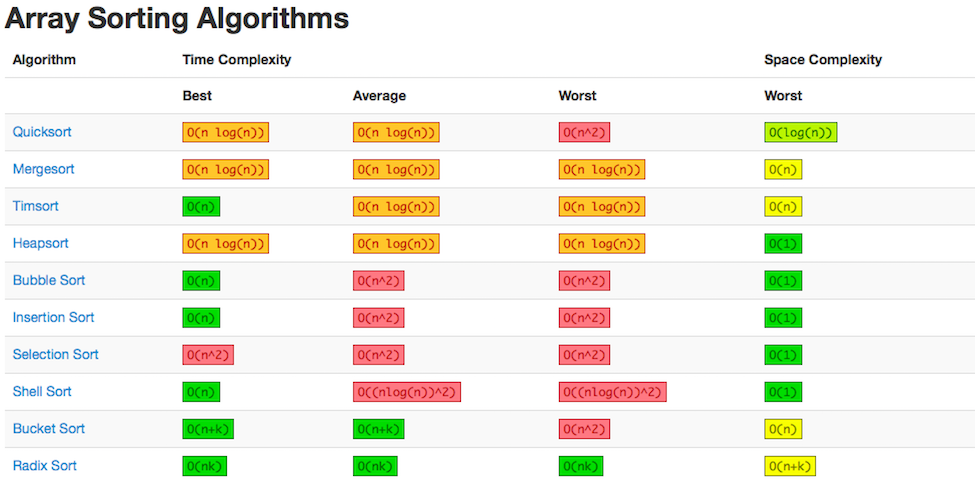 Array Sorting Algorithms
Algorithm Time Complexity Space Complexity
Best Average Worst Worst
Quicksort O(n log(n)) O(n log(n)) O(n^2) O(log(n))
Mergesort O(n log(n)) O(n log(n)) O(n log(n)) O(n)
Timsort O(n) O(n log(n)) O(n log(n)) O(n)
Heapsort O(n log(n)) O(n log(n)) O(n log(n)) O(1)
Bubble Sort O(n) O(n^2) O(n^2) O(1)
Insertion Sort O(n) O(n^2) O(n^2) O(1)
Selection Sort O(n^2) O(n^2) O(n^2) O(1)
Shell Sort O(n) O((nlog(n))^2) O((nlog(n))^2) O(1)
Bucket Sort O(n+k) O(n+k) O(n^2) O(n)
Radix Sort O(nk) O(nk) O(nk) O(n+k)